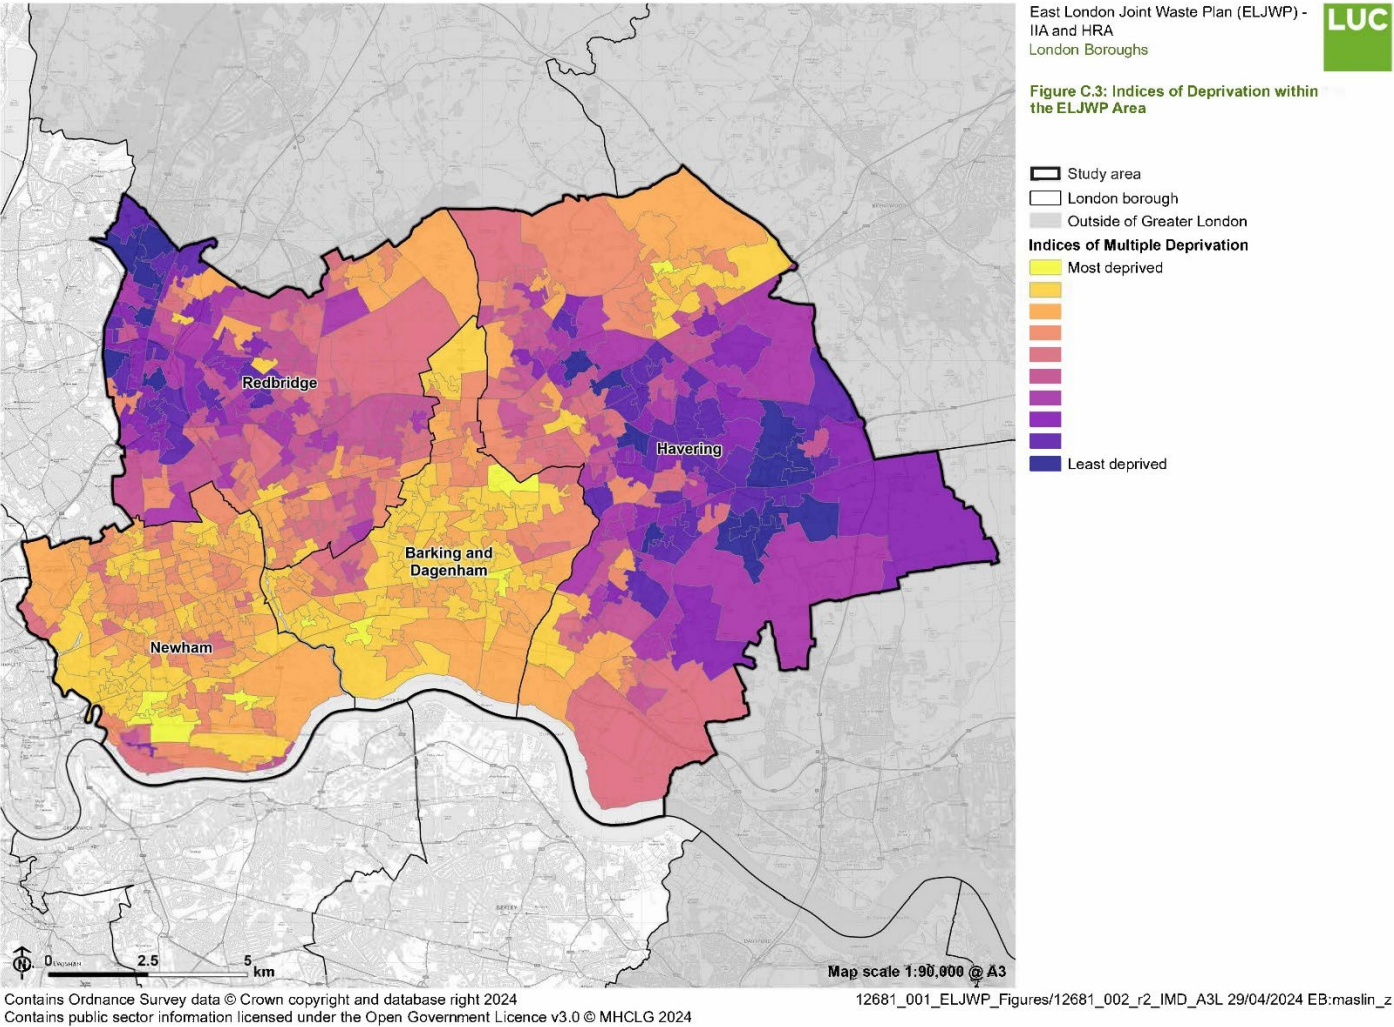 East London Joint Waste Plan (ELJWP) -
IIA and HRA
London Boroughs
LUC
Figure C.3: Indices of Deprivation within
the ELJWP Area
Study area
London borough
Outside of Greater London
Indices of Multiple Deprivation
Most deprived
Least deprived
Redbridge
Havering
Barking and
Dagenham
Newham
N
0 2.5 5
km
Map scale 1:90,000 @ A3
Contains Ordnance Survey data © Crown copyright and database right 2024
Contains public sector information licensed under the Open Government Licence v3.0 © MHCLG 2024
12681_001_ELJWP_Figures/12681_002_r2_IMD_A3L 29/04/2024 EB:maslin_z